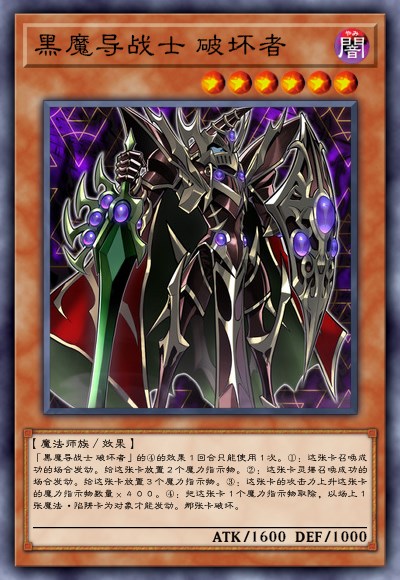 黑魔导战士 破坏者
やみ
闇
【魔法师族／效果】
「黑魔导战士 破坏者」的④的效果1回合只能使用1次。①：这张卡召唤成
功的场合发动。给这张卡放置2个魔力指示物。②：这张卡灵摆召唤成功的
场合发动。给这张卡放置3个魔力指示物。③：这张卡的攻击力上升这张卡
的魔力指示物数量×400。④：把这张卡1个魔力指示物取除，以场上1
张魔法·陷阱卡为对象才能发动。那张卡破坏。
ATK/1600 DEF/1000